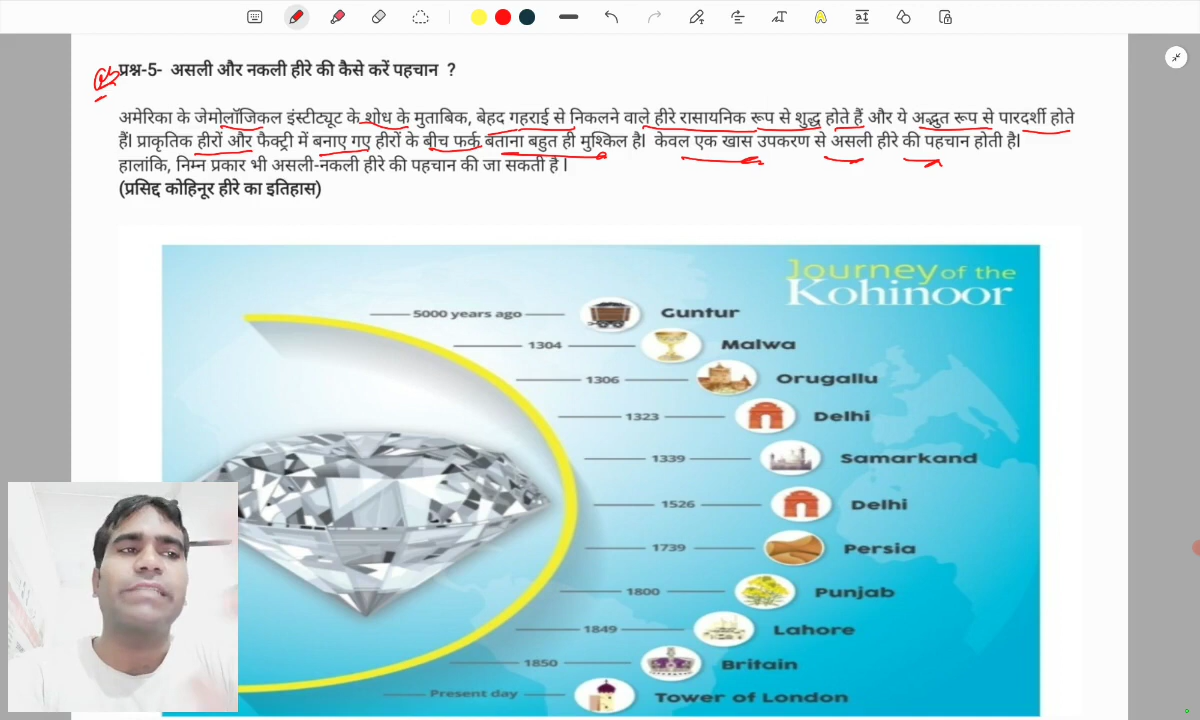 प्रश्न-5- असली और नकली हीरे की कैसे करें पहचान ?
अमेरिका के जेमोलॉजिकल इंस्टीट्यूट के शोध के मुताबिक, बेहद गहराई से निकलने वाले हीरे रासायनिक रूप से शुद्ध होते हैं और ये अद्भुत रूप से पारदर्शी होते
हैं। प्राकृतिक हीरों और फैक्ट्री में बनाए गए हीरों के बीच फर्क बताना बहुत ही मुश्किल है। केवल एक खास उपकरण से असली हीरे की पहचान होती है।
हालांकि, निम्न प्रकार भी असली-नकली हीरे की पहचान की जा सकती है ।
(प्रसिद्द कोहिनूर हीरे का इतिहास)
Journey of the
Kohinoor
5000 years ago Guntur
1304 Malwa
1306 Orugallu
1323 Delhi
1339 Samarkand
1526 Delhi
1739 Persia
1800 Punjab
1849 Lahore
1850 Britain
Present day Tower of London